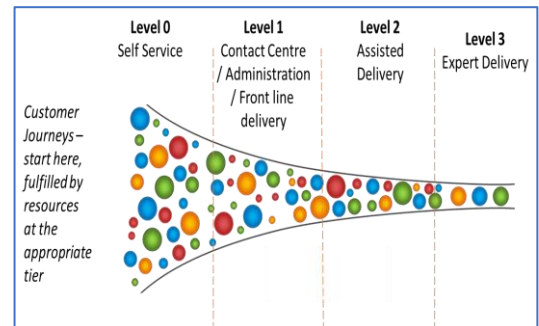 Level 0
Self Service
Level 1
Contact Centre
/ Administration
/ Front line
delivery
Level 2
Assisted
Delivery
Level 3
Expert Delivery
Customer
Journeys –
start here,
fulfilled by
resources
at the
appropriate
tier